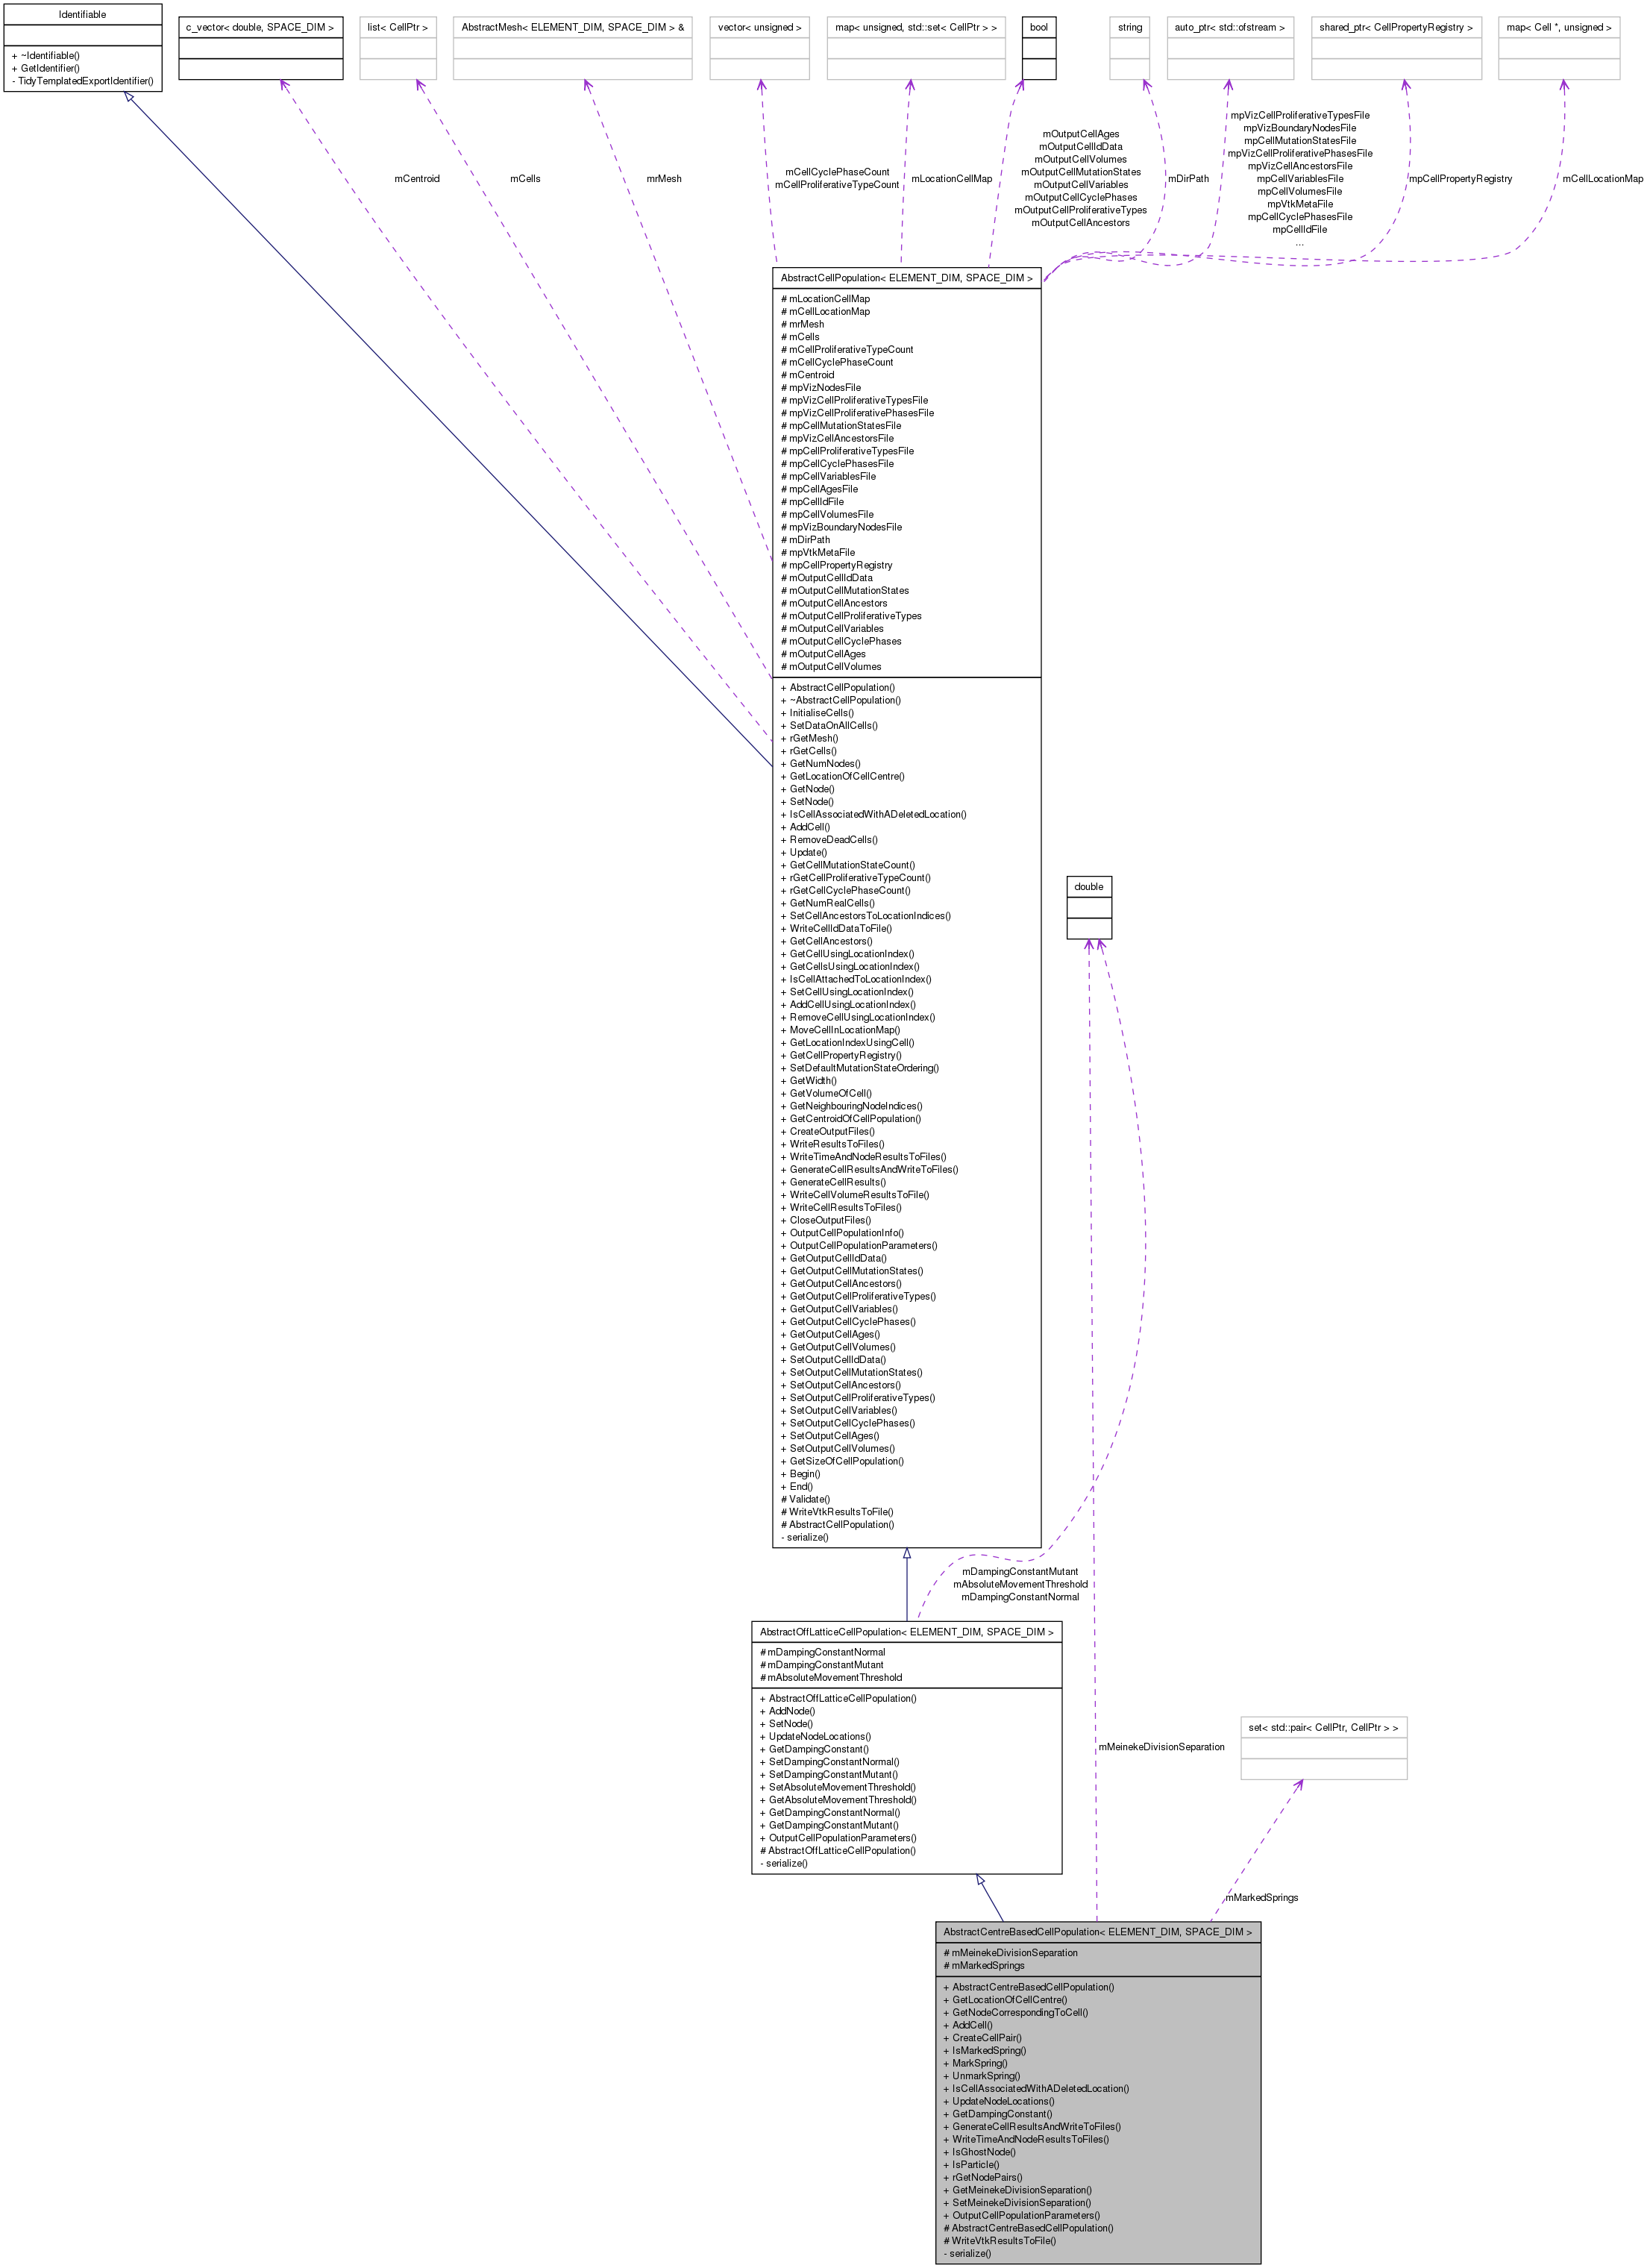 Identifiable
+ ~Identifiable()
+ GetIdentifier()
- TidyTemplatedExportIdentifier()
c_vector< double, SPACE_DIM >
list< CellPtr >
AbstractMesh< ELEMENT_DIM, SPACE_DIM > &
vector< unsigned >
map< unsigned, std::set< CellPtr > >
bool
string
auto_ptr< std::ofstream >
shared_ptr< CellPropertyRegistry >
map< Cell *, unsigned >
mCentroid
mCells
mrMesh
mCellCyclePhaseCount
mCellProliferativeTypeCount
mLocationCellMap
mOutputCellAges
mOutputCellIdData
mOutputCellVolumes
mOutputCellMutationStates
mOutputCellVariables
mOutputCellCyclePhases
mOutputCellProliferativeTypes
mOutputCellAncestors
mDirPath
mpVizCellProliferativeTypesFile
mpVizBoundaryNodesFile
mpCellMutationStatesFile
mpVizCellProliferativePhasesFile
mpVizCellAncestorsFile
mpCellVariablesFile
mpCellVolumesFile
mpVtkMetaFile
mpCellCyclePhasesFile
mpCellIdFile
...
mpCellPropertyRegistry
mCellLocationMap
AbstractCellPopulation< ELEMENT_DIM, SPACE_DIM >
# mLocationCellMap
# mCellLocationMap
# mrMesh
# mCells
# mCellProliferativeTypeCount
# mCellCyclePhaseCount
# mCentroid
# mpVizNodesFile
# mpVizCellProliferativeTypesFile
# mpVizCellProliferativePhasesFile
# mpCellMutationStatesFile
# mpVizCellAncestorsFile
# mpCellProliferativeTypesFile
# mpCellCyclePhasesFile
# mpCellVariablesFile
# mpCellAgesFile
# mpCellIdFile
# mpCellVolumesFile
# mpVizBoundaryNodesFile
# mDirPath
# mpVtkMetaFile
# mpCellPropertyRegistry
# mOutputCellIdData
# mOutputCellMutationStates
# mOutputCellAncestors
# mOutputCellProliferativeTypes
# mOutputCellVariables
# mOutputCellCyclePhases
# mOutputCellAges
# mOutputCellVolumes
+ AbstractCellPopulation()
+ ~AbstractCellPopulation()
+ InitialiseCells()
+ SetDataOnAllCells()
+ rGetMesh()
+ rGetCells()
+ GetNumNodes()
+ GetLocationOfCellCentre()
+ GetNode()
+ SetNode()
+ IsCellAssociatedWithADeletedLocation()
+ AddCell()
+ RemoveDeadCells()
+ Update()
+ GetCellMutationStateCount()
+ rGetCellProliferativeTypeCount()
+ rGetCellCyclePhaseCount()
+ GetNumRealCells()
+ SetCellAncestorsToLocationIndices()
+ WriteCellIdDataToFile()
+ GetCellAncestors()
+ GetCellUsingLocationIndex()
+ GetCellsUsingLocationIndex()
+ IsCellAttachedToLocationIndex()
+ SetCellUsingLocationIndex()
+ AddCellUsingLocationIndex()
+ RemoveCellUsingLocationIndex()
+ MoveCellInLocationMap()
+ GetLocationIndexUsingCell()
+ GetCellPropertyRegistry()
+ SetDefaultMutationStateOrdering()
+ GetWidth()
+ GetVolumeOfCell()
+ GetNeighbouringNodeIndices()
+ GetCentroidOfCellPopulation()
+ CreateOutputFiles()
+ WriteResultsToFiles()
+ WriteTimeAndNodeResultsToFiles()
+ GenerateCellResultsAndWriteToFiles()
+ GenerateCellResults()
+ WriteCellVolumeResultsToFile()
+ WriteCellResultsToFiles()
+ CloseOutputFiles()
+ OutputCellPopulationInfo()
+ OutputCellPopulationParameters()
+ GetOutputCellIdData()
+ GetOutputCellMutationStates()
+ GetOutputCellAncestors()
+ GetOutputCellProliferativeTypes()
+ GetOutputCellVariables()
+ GetOutputCellCyclePhases()
+ GetOutputCellAges()
+ GetOutputCellVolumes()
+ SetOutputCellIdData()
+ SetOutputCellMutationStates()
+ SetOutputCellAncestors()
+ SetOutputCellProliferativeTypes()
+ SetOutputCellVariables()
+ SetOutputCellCyclePhases()
+ SetOutputCellAges()
+ SetOutputCellVolumes()
+ GetSizeOfCellPopulation()
+ Begin()
+ End()
# Validate()
# WriteVtkResultsToFile()
# AbstractCellPopulation()
- serialize()
double
mDampingConstantMutant
mAbsoluteMovementThreshold
mDampingConstantNormal
AbstractOffLatticeCellPopulation< ELEMENT_DIM, SPACE_DIM >
# mDampingConstantNormal
# mDampingConstantMutant
# mAbsoluteMovementThreshold
+ AbstractOffLatticeCellPopulation()
+ AddNode()
+ SetNode()
+ UpdateNodeLocations()
+ GetDampingConstant()
+ SetDampingConstantNormal()
+ SetDampingConstantMutant()
+ SetAbsoluteMovementThreshold()
+ GetAbsoluteMovementThreshold()
+ GetDampingConstantNormal()
+ GetDampingConstantMutant()
+ OutputCellPopulationParameters()
# AbstractOffLatticeCellPopulation()
- serialize()
mMeinekeDivisionSeparation
set< std::pair< CellPtr, CellPtr > >
mMarkedSprings
AbstractCentreBasedCellPopulation< ELEMENT_DIM, SPACE_DIM >
# mMeinekeDivisionSeparation
# mMarkedSprings
+ AbstractCentreBasedCellPopulation()
+ GetLocationOfCellCentre()
+ GetNodeCorrespondingToCell()
+ AddCell()
+ CreateCellPair()
+ IsMarkedSpring()
+ MarkSpring()
+ UnmarkSpring()
+ IsCellAssociatedWithADeletedLocation()
+ UpdateNodeLocations()
+ GetDampingConstant()
+ GenerateCellResultsAndWriteToFiles()
+ WriteTimeAndNodeResultsToFiles()
+ IsGhostNode()
+ IsParticle()
+ rGetNodePairs()
+ GetMeinekeDivisionSeparation()
+ SetMeinekeDivisionSeparation()
+ OutputCellPopulationParameters()
# AbstractCentreBasedCellPopulation()
# WriteVtkResultsToFile()
- serialize()